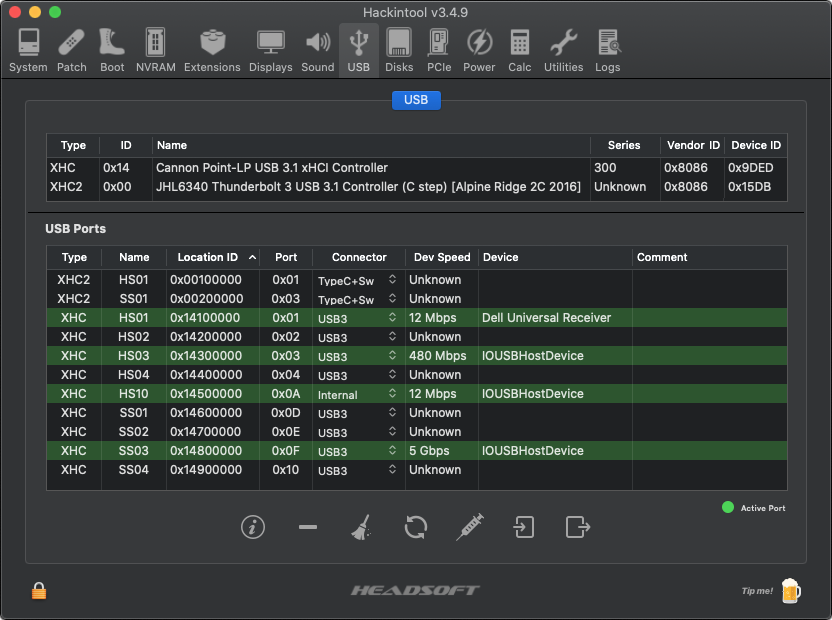 Hackintool v3.4.9
System Patch Boot NVRAM Extensions Displays Sound USB Disks PCIe Power Calc Utilities Logs
USB
Type ID Name Series Vendor ID Device ID
XHC 0x14 Cannon Point-LP USB 3.1 xHCI Controller 300 0x8086 0x9DED
XHC2 0x00 JHL6340 Thunderbolt 3 USB 3.1 Controller (C step) [Alpine Ridge 2C 2016] Unknown 0x8086 0x15DB
USB Ports
Type Name Location ID Port Connector Dev Speed Device Comment
XHC2 HS01 0x00100000 0x01 TypeC+Sw Unknown
XHC2 SS01 0x00200000 0x03 TypeC+Sw Unknown
XHC HS01 0x14100000 0x01 USB3 12 Mbps Dell Universal Receiver
XHC HS02 0x14200000 0x02 USB3 Unknown
XHC HS03 0x14300000 0x03 USB3 480 Mbps IOUSBHostDevice
XHC HS04 0x14400000 0x04 USB3 Unknown
XHC HS10 0x14500000 0x0A Internal 12 Mbps IOUSBHostDevice
XHC SS01 0x14600000 0x0D USB3 Unknown
XHC SS02 0x14700000 0x0E USB3 Unknown
XHC SS03 0x14800000 0x0F USB3 5 Gbps IOUSBHostDevice
XHC SS04 0x14900000 0x10 USB3 Unknown
Active Port
HEADSOFT
Tip me!